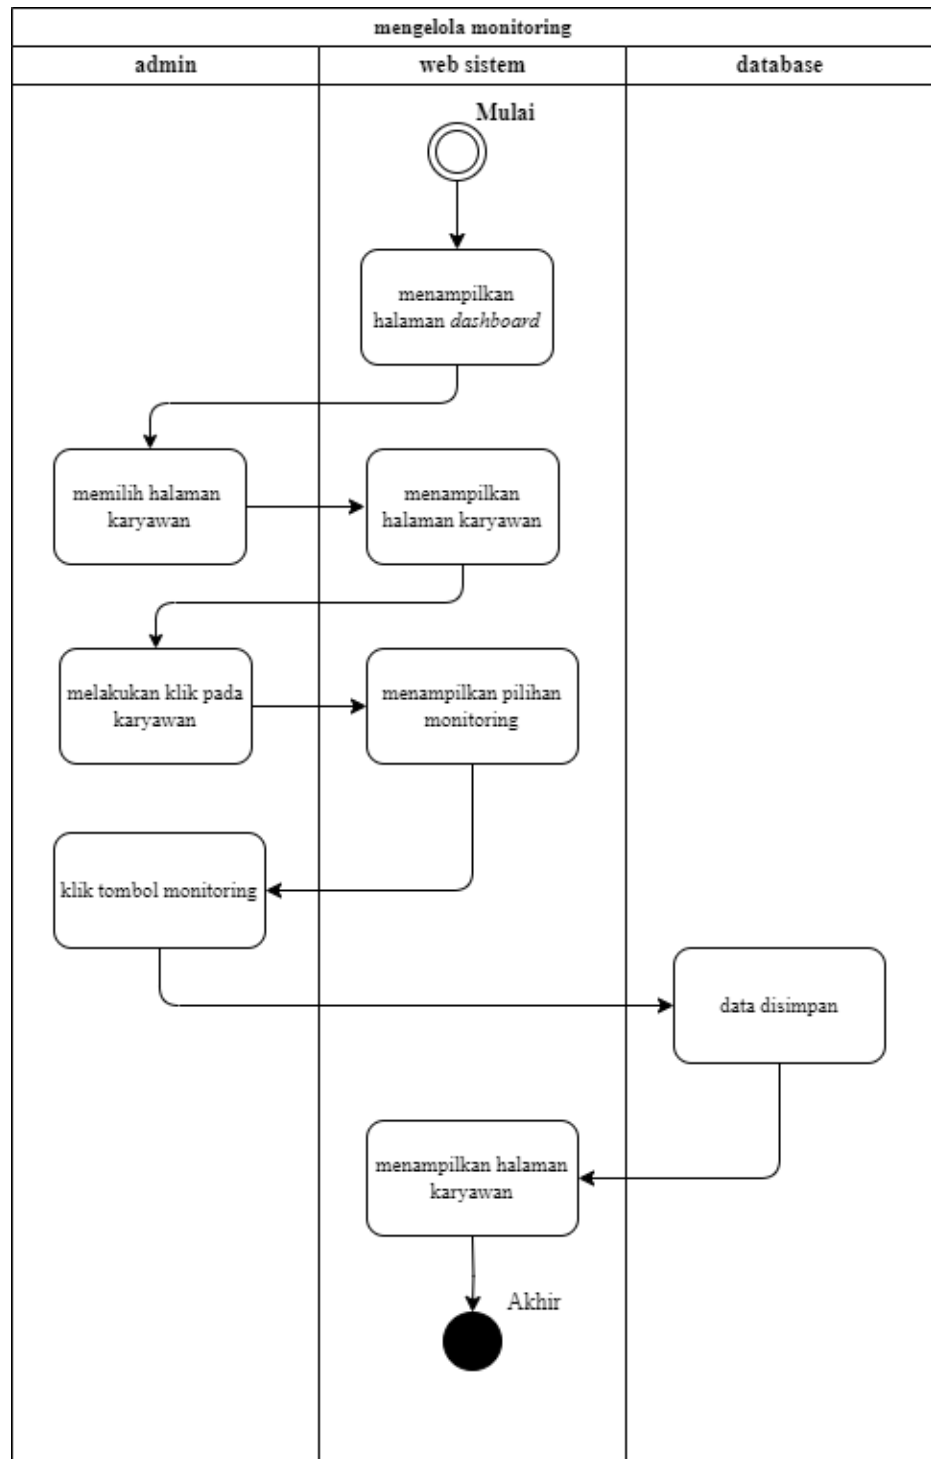 mengelola monitoring
admin
web sistem
database
Mulai
menampilkan
halaman dashboard
memilih halaman
karyawan
menampilkan
halaman karyawan
melakukan klik pada
karyawan
menampilkan pilihan
monitoring
klik tombol monitoring
data disimpan
menampilkan halaman
karyawan
Akhir